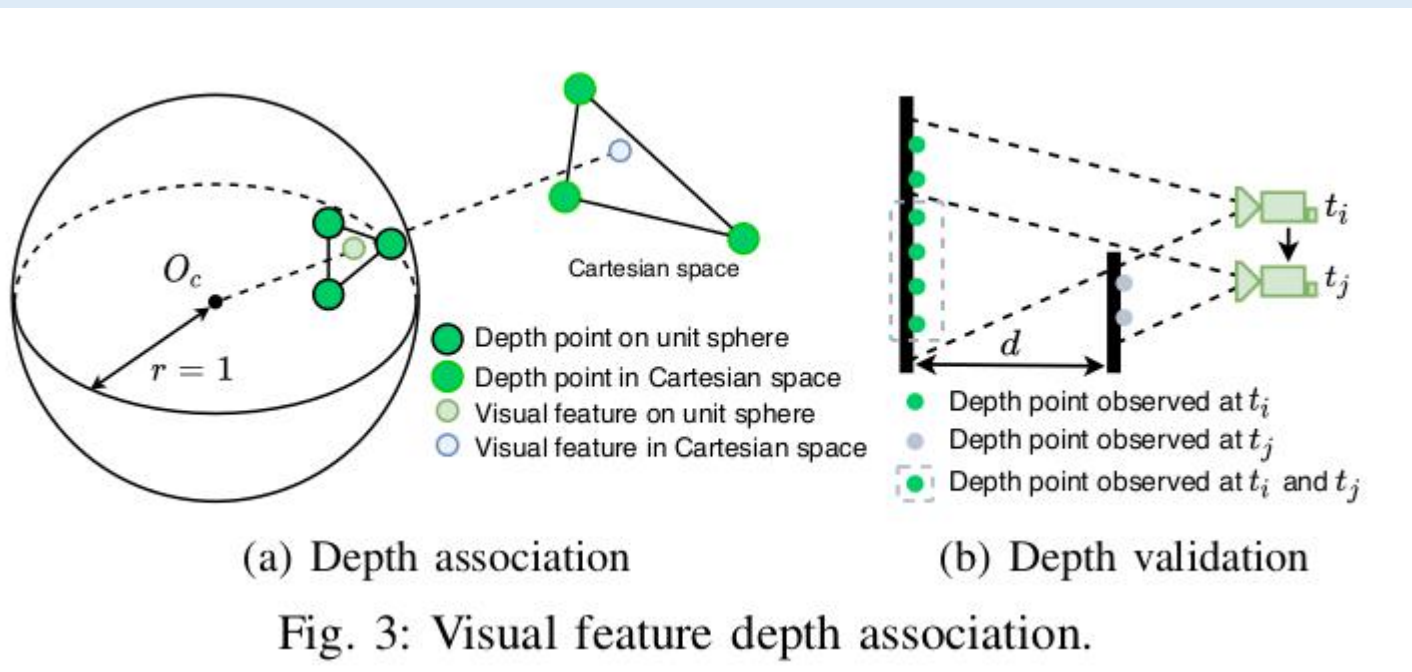 O_c
r = 1
Cartesian space
Depth point on unit sphere
Depth point in Cartesian space
Visual feature on unit sphere
Visual feature in Cartesian space
t_i
t_j
d
Depth point observed at t_i
Depth point observed at t_j
Depth point observed at t_i and t_j
(a) Depth association
(b) Depth validation
Fig. 3: Visual feature depth association.